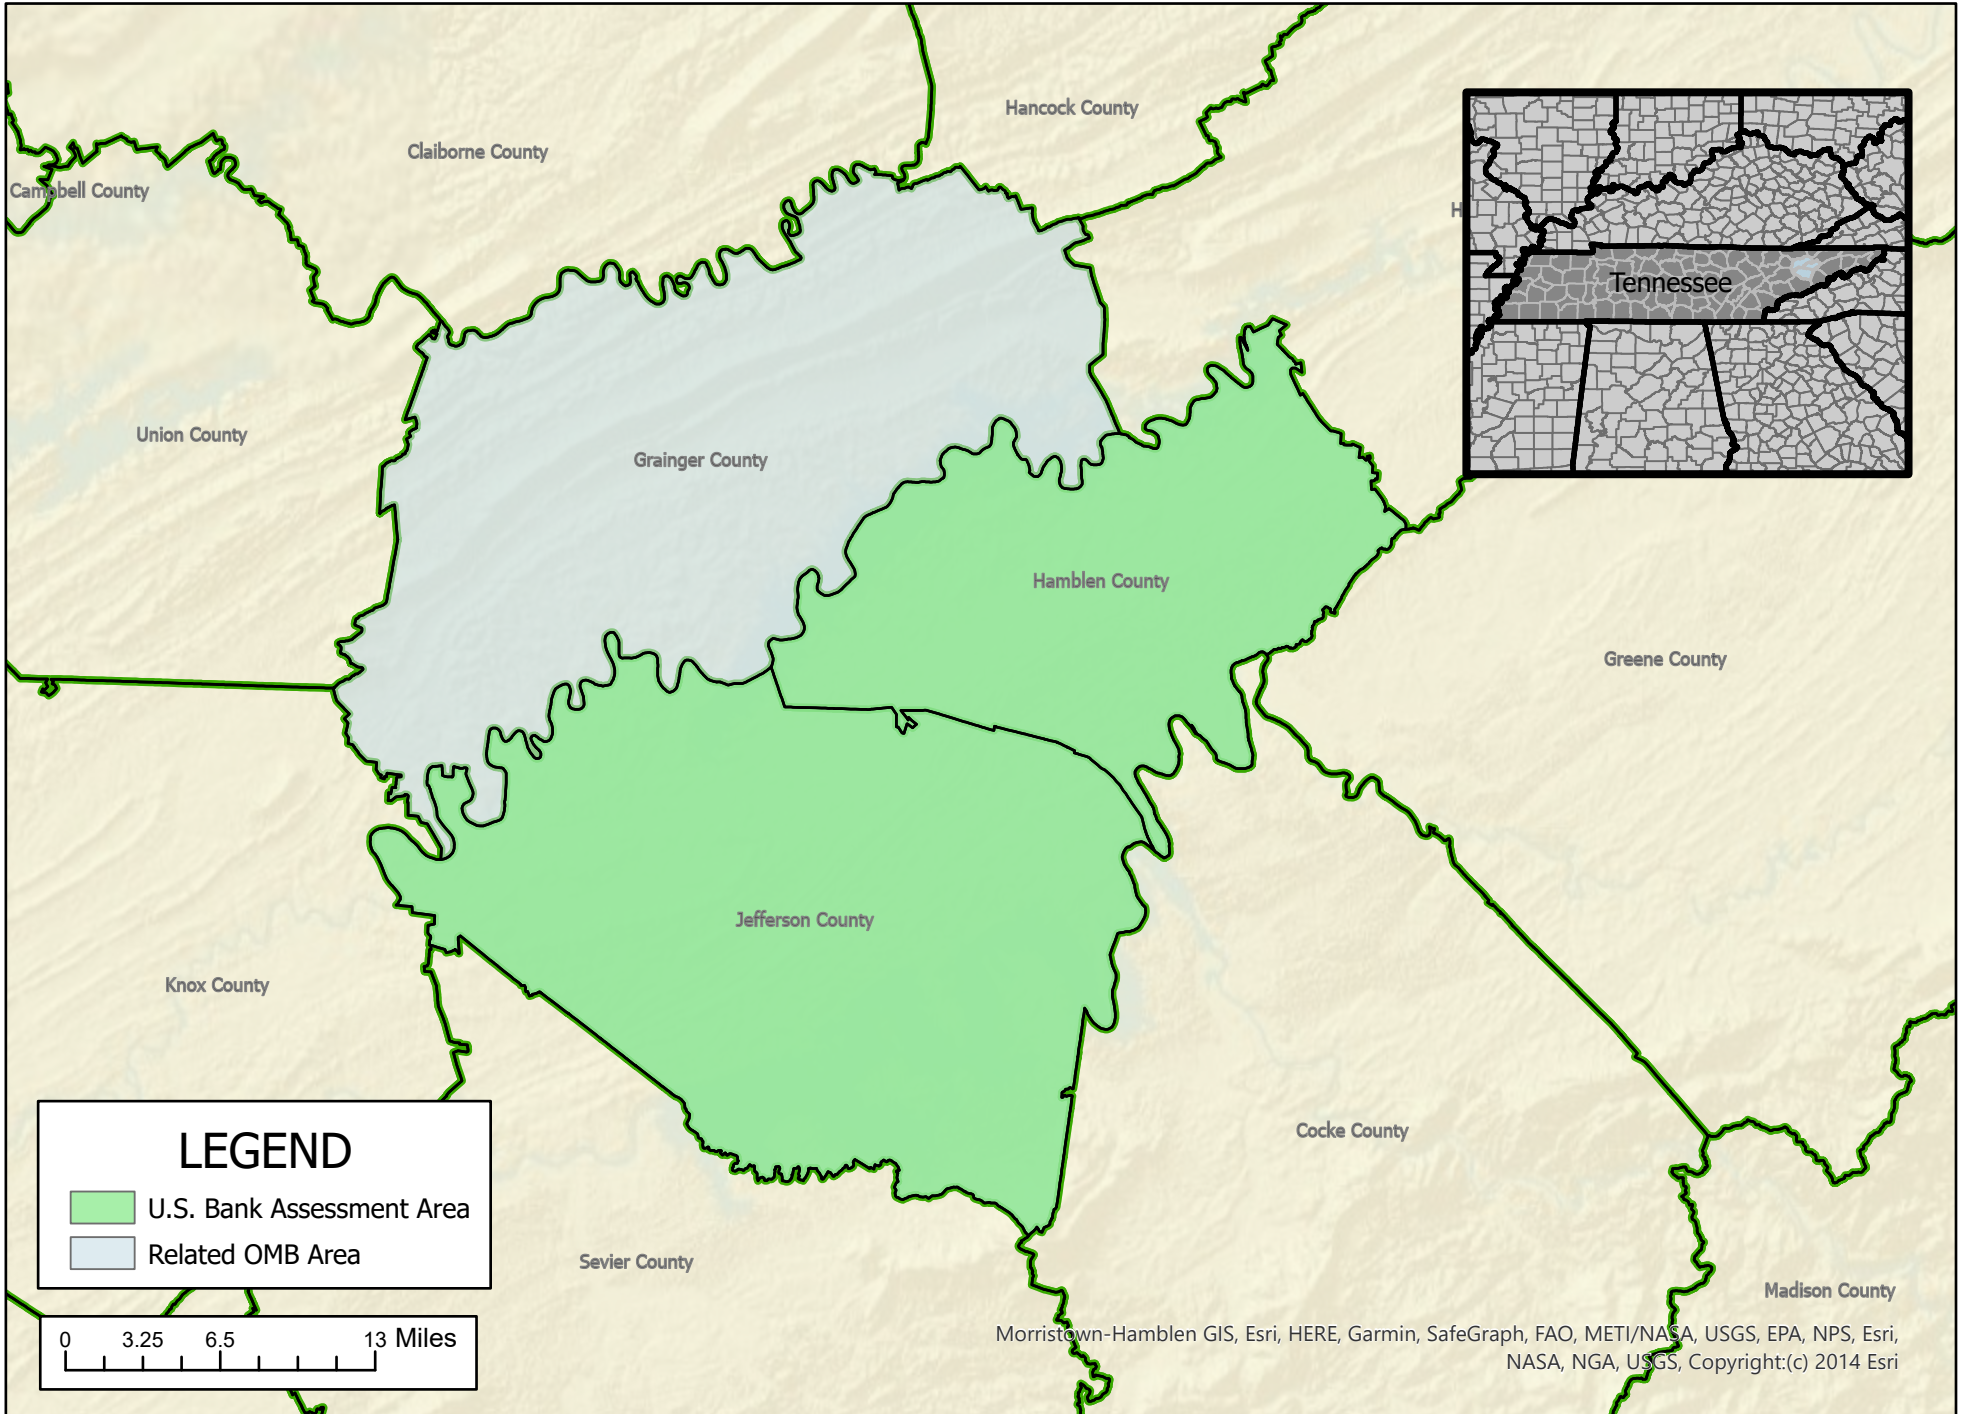 Hancock County
Claiborne County
Campbell County
H
Tennessee
Union County
Grainger County
Hamblen County
Greene County
Jefferson County
Knox County
Cocke County
LEGEND
U.S. Bank Assessment Area
Related OMB Area
Sevier County
Madison County
0 3.25 6.5 13 Miles
Morristown-Hamblen GIS, Esri, HERE, Garmin, SafeGraph, FAO, METI/NASA, USGS, EPA, NPS, Esri,
NASA, NGA, USGS, Copyright:(c) 2014 Esri